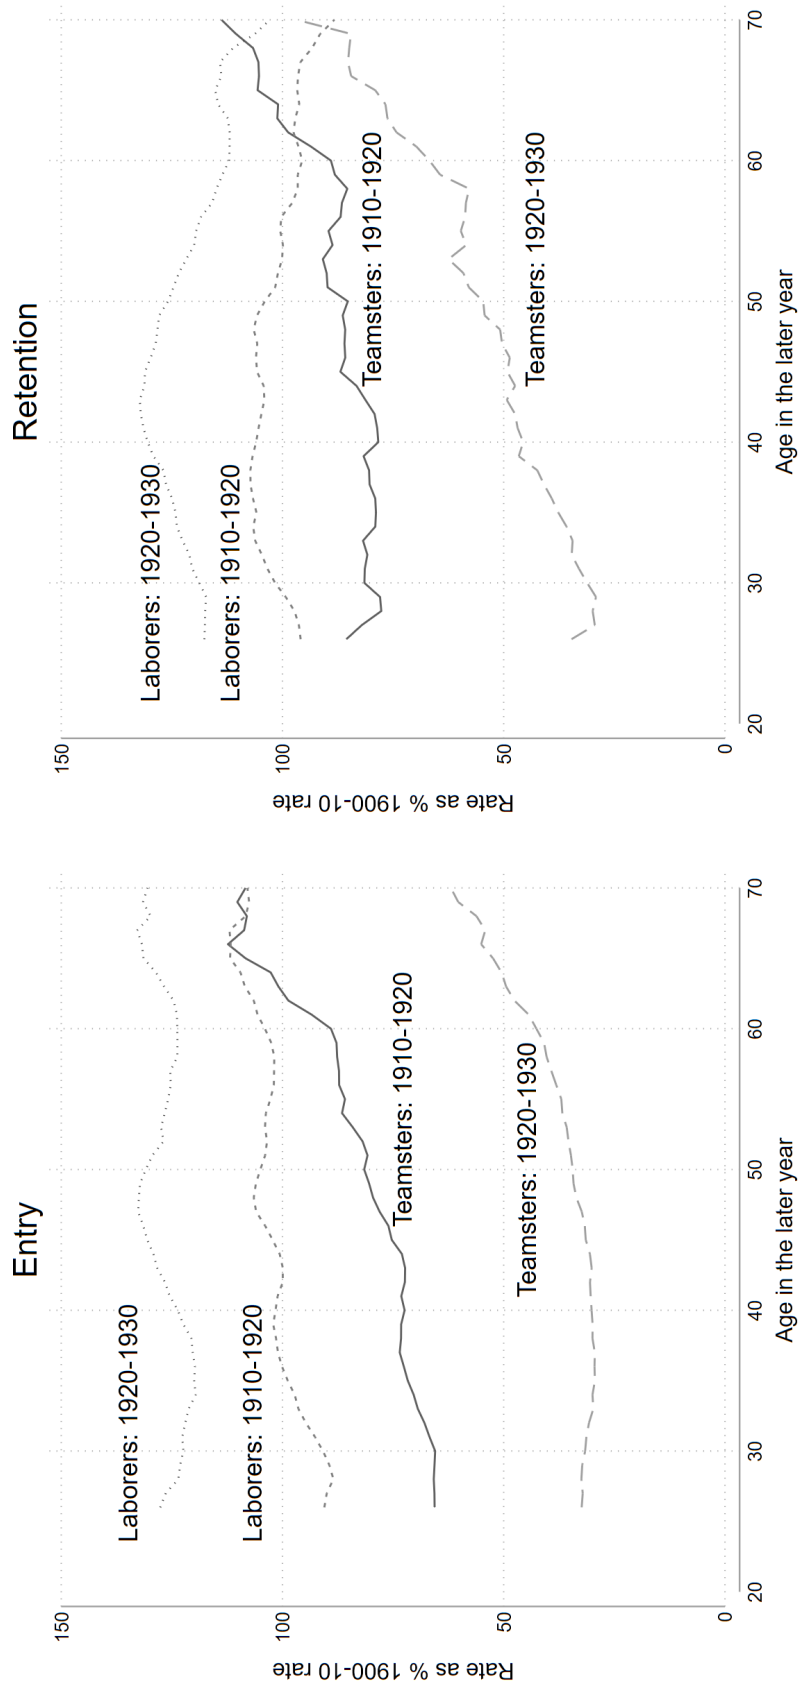 Entry
Rate as % 1900-10 rate
150
100
50
0
Laborers: 1920-1930
Laborers: 1910-1920
Teamsters: 1910-1920
Teamsters: 1920-1930
20
30
40
50
60
70
Age in the later year
Retention
Rate as % 1900-10 rate
150
100
50
0
Laborers: 1920-1930
Laborers: 1910-1920
Teamsters: 1910-1920
Teamsters: 1920-1930
20
30
40
50
60
70
Age in the later year